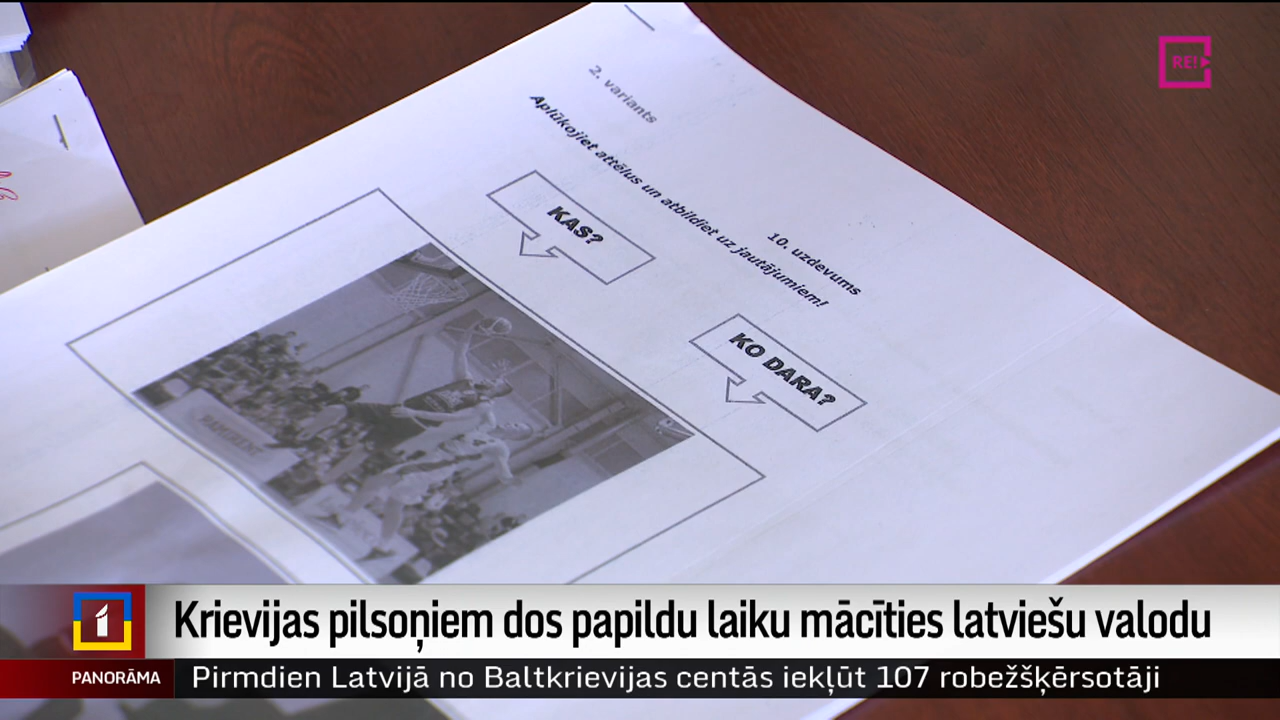 RE!
2. variants
10. uzdevums
Aplūkojiet attēlus un atbildiet uz jautājumiem!
KAS?
KO DARA?
1
Krievijas pilsoņiem dos papildu laiku mācīties latviešu valodu
PANORĀMA
Pirmdien Latvijā no Baltkrievijas centās iekļūt 107 robežšķērsotāji